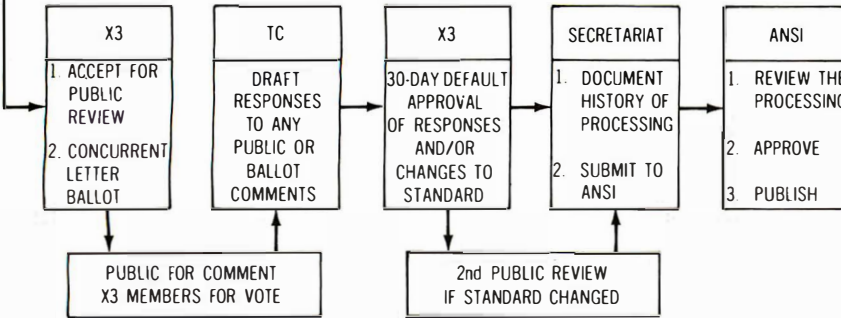 X3
1. ACCEPT FOR
PUBLIC
REVIEW
2. CONCURRENT
LETTER
BALLOT
TC
DRAFT
RESPONSES
TO ANY
PUBLIC OR
BALLOT
COMMENTS
X3
30-DAY DEFAULT
APPROVAL
OF RESPONSES
AND/OR
CHANGES TO
STANDARD
SECRETARIAT
1. DOCUMENT
HISTORY OF
PROCESSING
2. SUBMIT TO
ANSI
ANSI
1. REVIEW THE
PROCESSING
2. APPROVE
3. PUBLISH
PUBLIC FOR COMMENT
X3 MEMBERS FOR VOTE
2nd PUBLIC REVIEW
IF STANDARD CHANGED